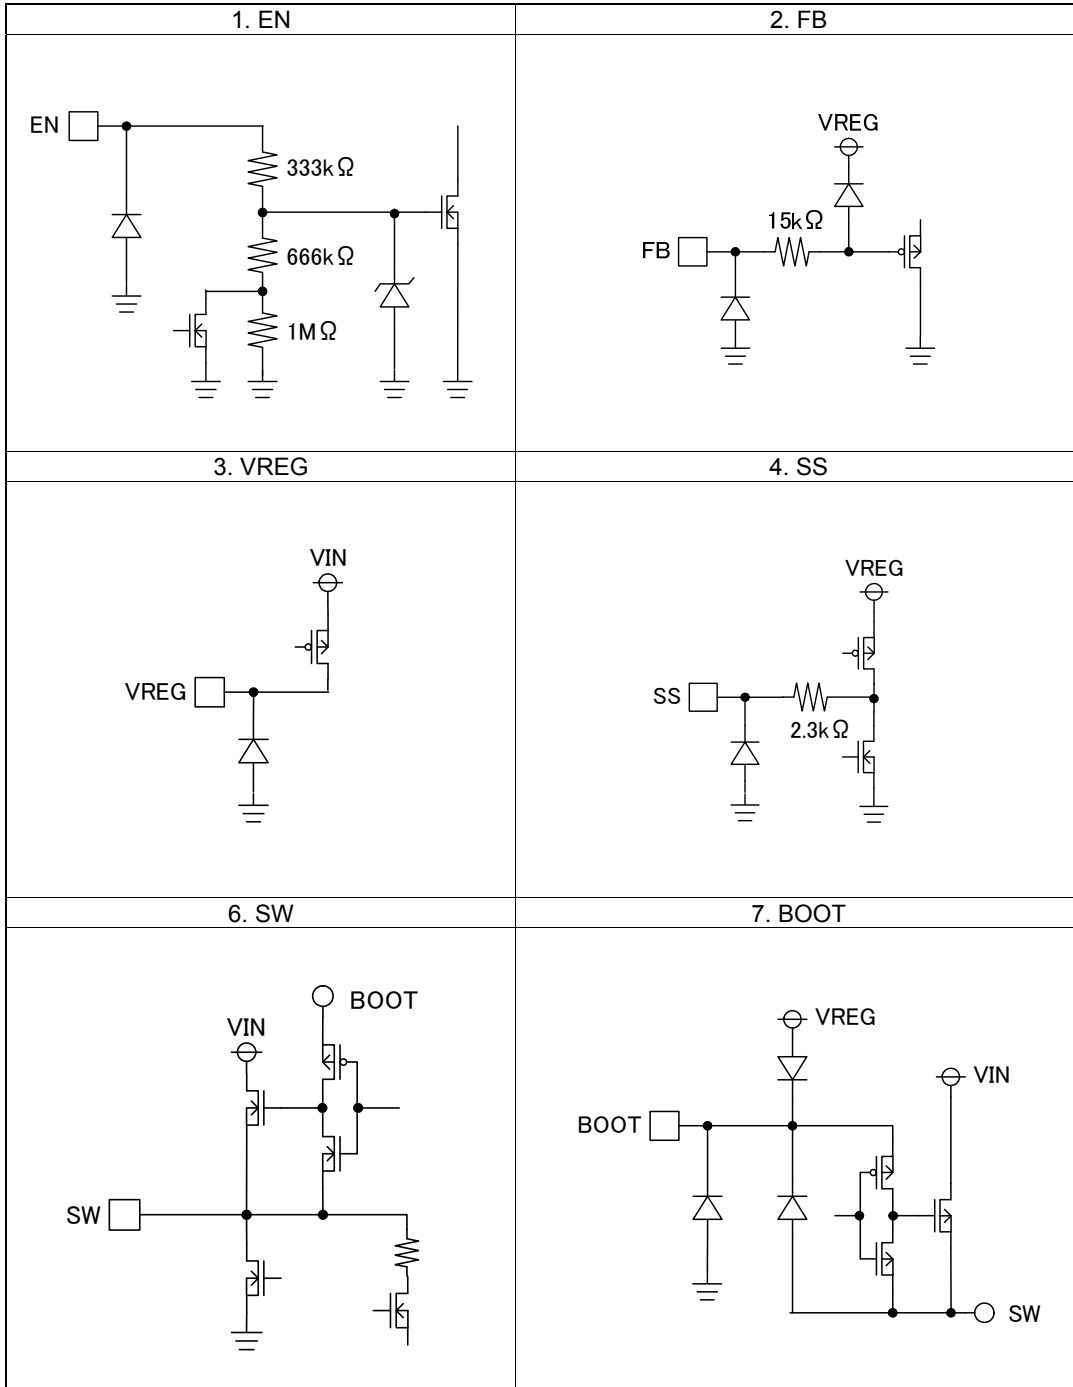 1. EN
2. FB
EN
333kΩ
666kΩ
1MΩ
VREG
15kΩ
FB
3. VREG
4. SS
VIN
VREG
VREG
SS
2.3kΩ
6. SW
7. BOOT
BOOT
VIN
SW
VREG
VIN
BOOT
SW